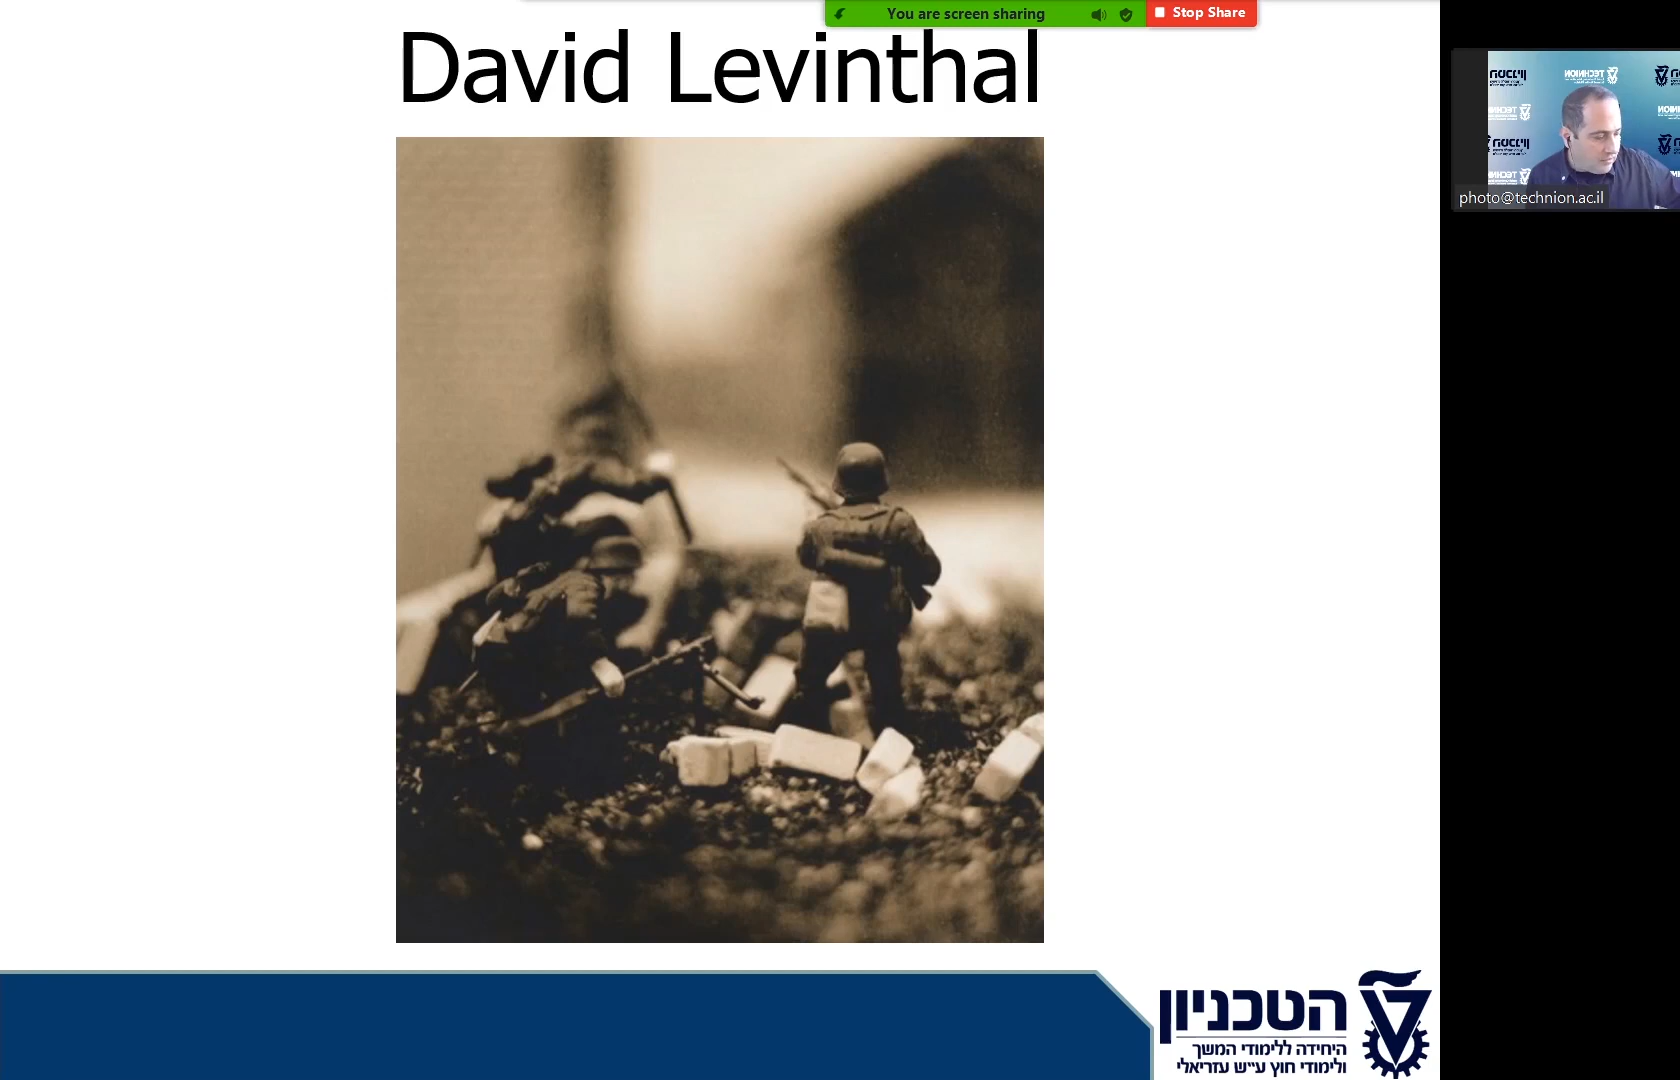 You are screen sharing
Stop Share
David Levinthal
photo@technion.ac.il
TECHNION
הטכניון
היחידה ללימודי המשך
ולימודי חוץ ע״ש עזריאלי